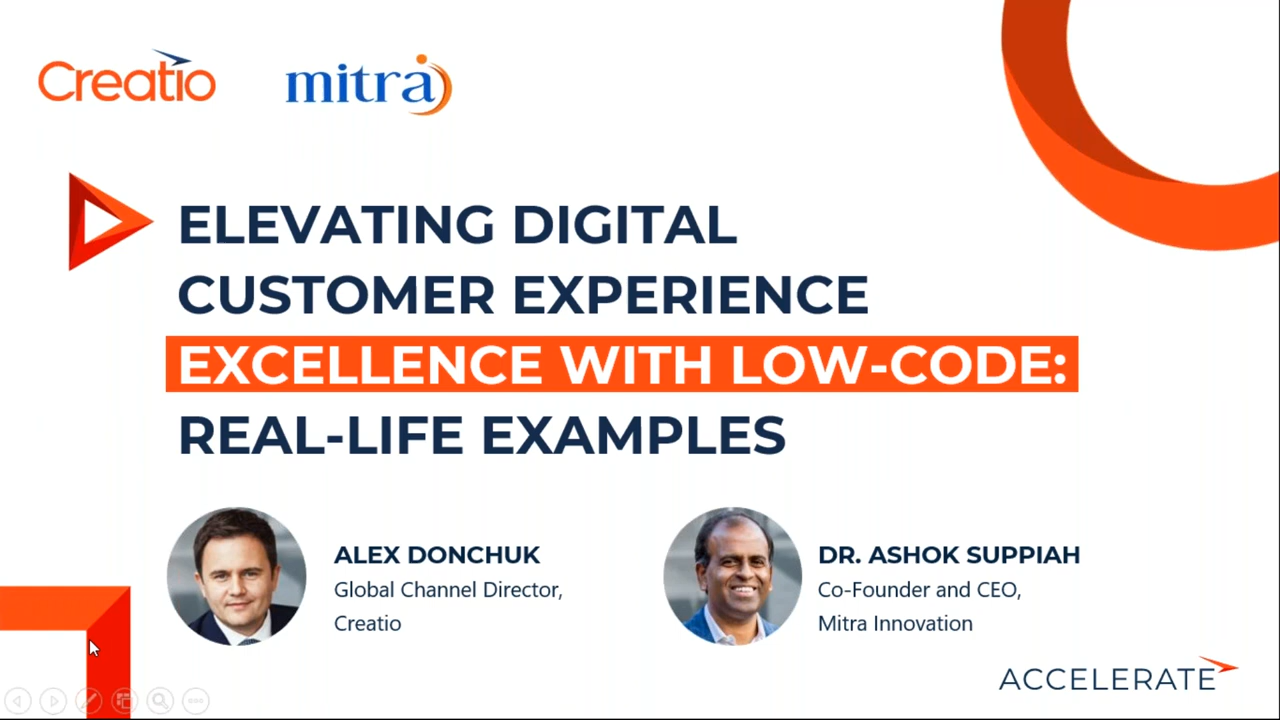 Creatio
mitra
ELEVATING DIGITAL
CUSTOMER EXPERIENCE
EXCELLENCE WITH LOW-CODE:
REAL-LIFE EXAMPLES
ALEX DONCHUK
Global Channel Director,
Creatio
DR. ASHOK SUPPIAH
Co-Founder and CEO,
Mitra Innovation
ACCELERATE